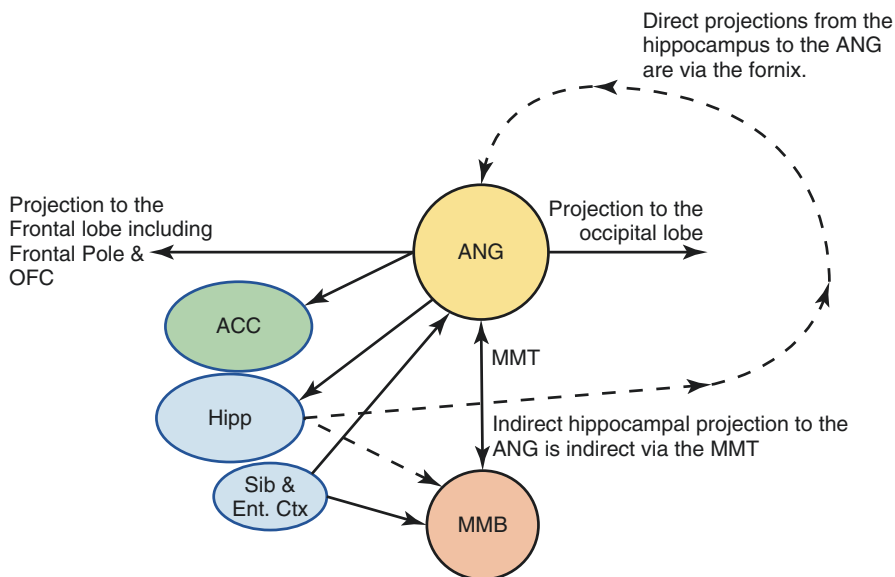 Direct projections from the
hippocampus to the ANG
are via the fornix.
Projection to the
Frontal lobe including
Frontal Pole &
OFC
ANG
Projection to the
occipital lobe
ACC
MMT
Hipp
Indirect hippocampal projection to the
ANG is indirect via the MMT
Sib &
Ent. Ctx
MMB